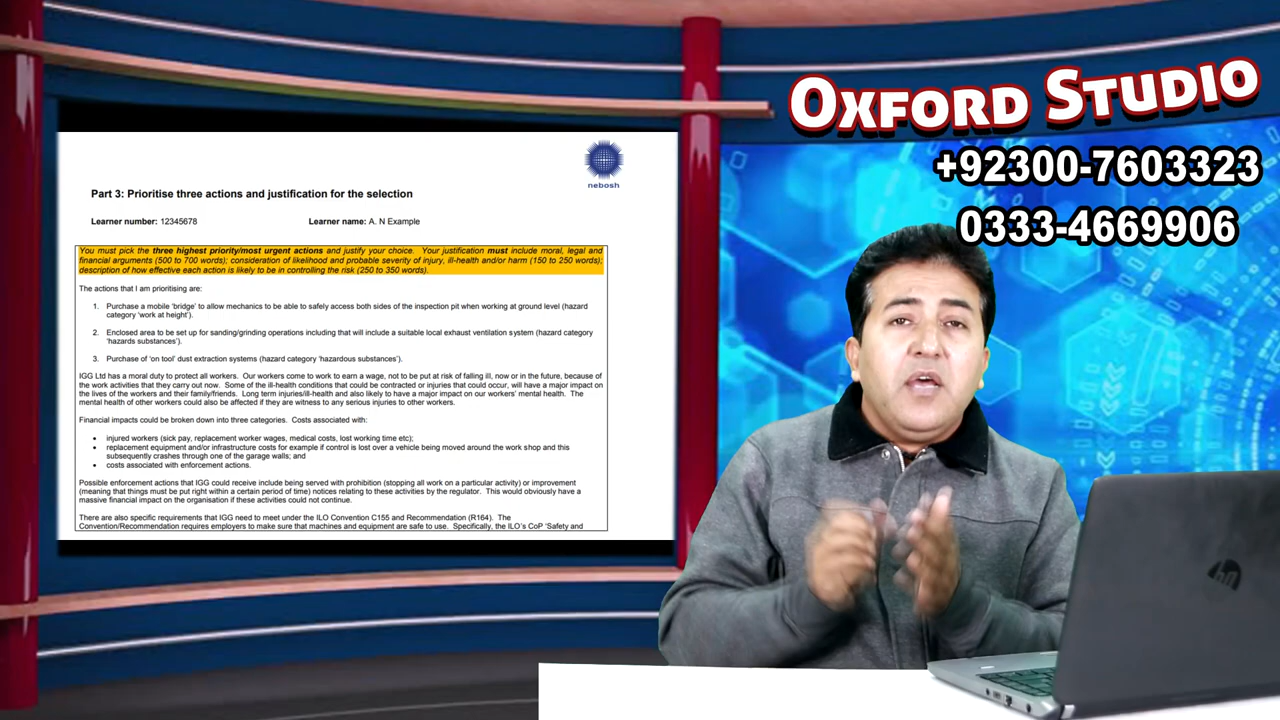 Oxford Studio
+92300-7603323
0333-4669906
nebosh
Part 3: Prioritise three actions and justification for the selection
Learner number: 12345678 Learner name: A. N Example
You must pick the three highest priority/most urgent actions and justify your choice. Your justification must include moral, legal and
financial arguments (500 to 700 words); consideration of likelihood and probable severity of injury, ill-health and/or harm (150 to 250 words);
description of how effective each action is likely to be in controlling the risk (250 to 350 words).
The actions that I am prioritising are:
1. Purchase a mobile ‘bridge’ to allow mechanics to be able to safely access both sides of the inspection pit when working at ground level (hazard
category ‘work at height’).
2. Enclosed area to be set up for sanding/grinding operations including that will include a suitable local exhaust ventilation system (hazard category
‘hazards substances’).
3. Purchase of ‘on tool’ dust extraction systems (hazard category ‘hazardous substances’).
IGG Ltd has a moral duty to protect all workers. Our workers come to work to earn a wage, not to be put at risk of falling ill, now or in the future, because of
the work activities that they carry out now. Some of the ill-health conditions that could be contracted or injuries that could occur, will have a major impact on
the lives of the workers and their family/friends. Long term injuries/ill-health and also likely to have a major impact on our workers’ mental health. The
mental health of other workers could also be affected if they are witness to any serious injuries to other workers.
Financial impacts could be broken down into three categories. Costs associated with:
• injured workers (sick pay, replacement worker wages, medical costs, lost working time etc);
• replacement equipment and/or infrastructure costs for example if control is lost over a vehicle being moved around the work shop and this
subsequently crashes through one of the garage walls; and
• costs associated with enforcement actions.
Possible enforcement actions that IGG could receive include being served with prohibition (stopping all work on a particular activity) or improvement
(meaning that things must be put right within a certain period of time) notices relating to these activities by the regulator. This would obviously have a
massive financial impact on the organisation if these activities could not continue.
There are also specific requirements that IGG need to meet under the ILO Convention C155 and Recommendation (R164). The
Convention/Recommendation requires employers to make sure that machines and equipment are safe to use. Specifically, the ILO’s CoP ‘Safety and
hp